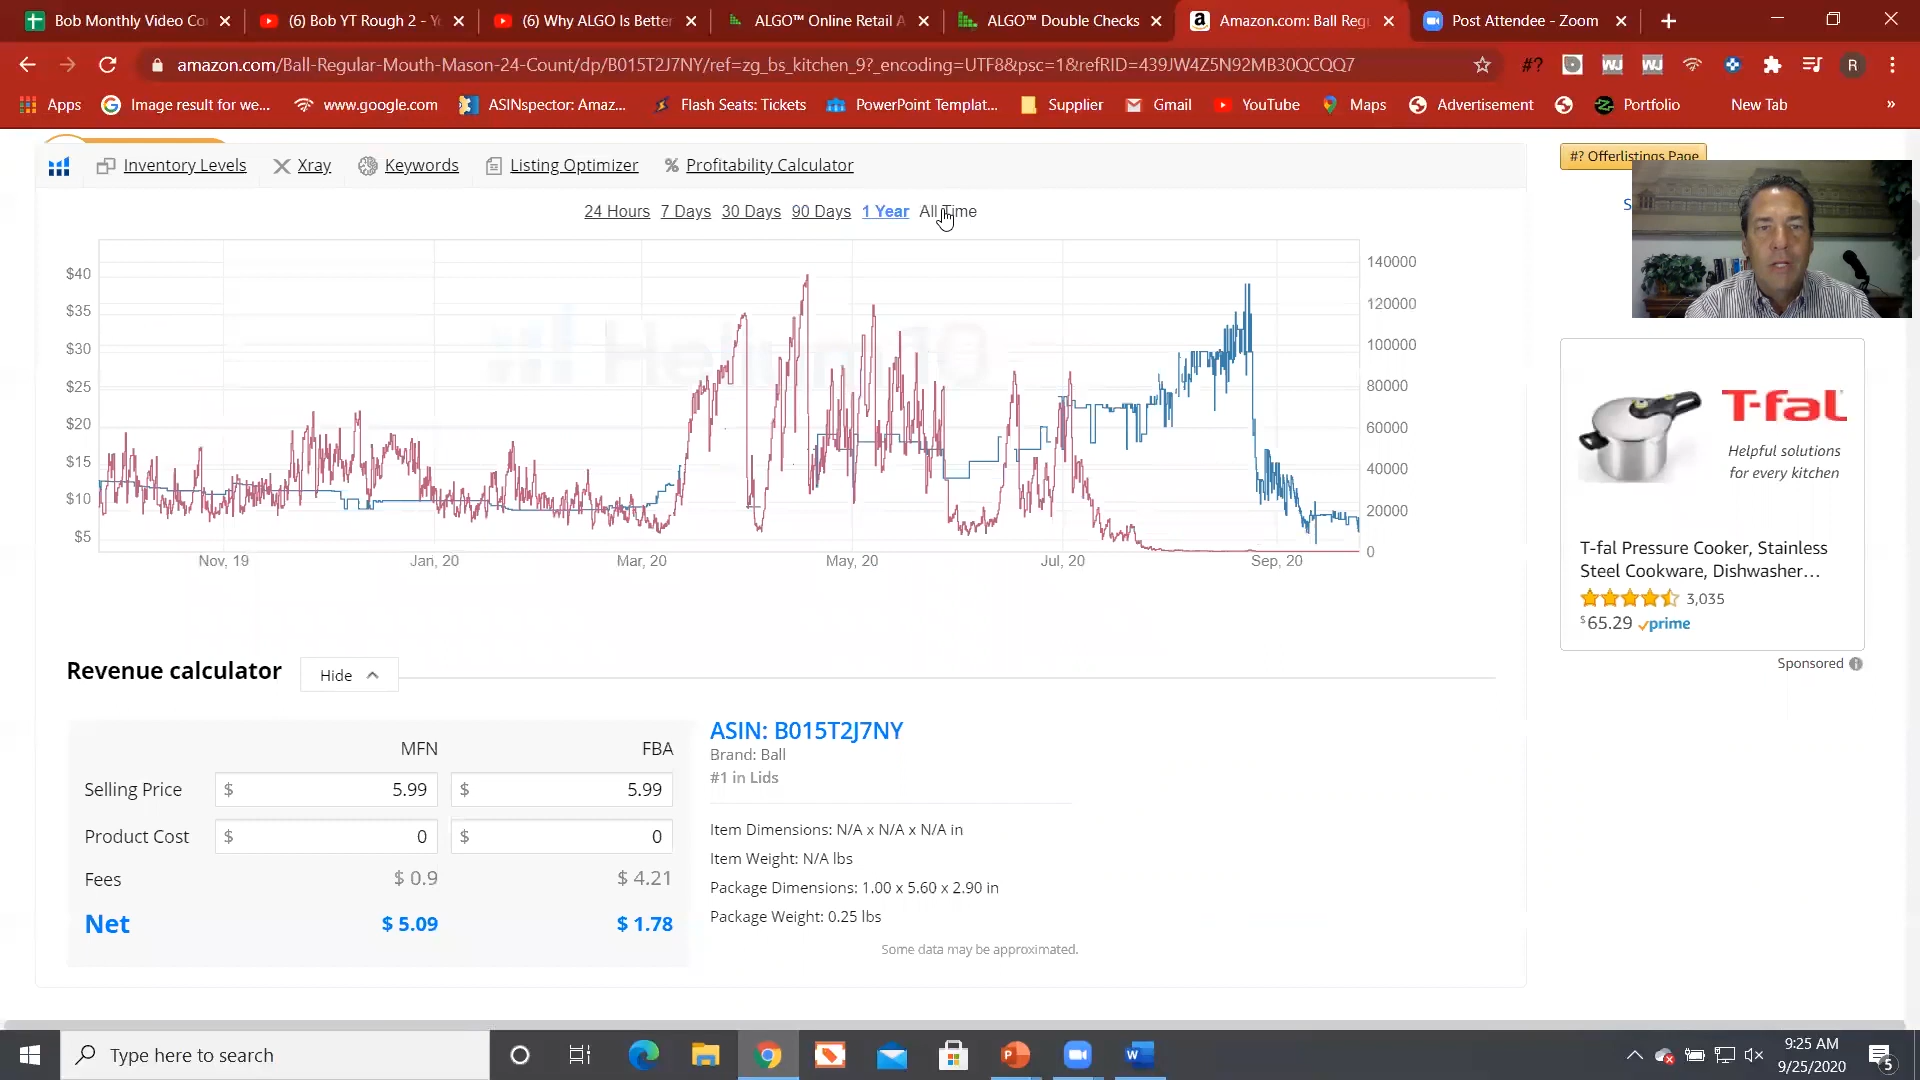 Bob Monthly Video Co
(6) Bob YT Rough 2 - Y
(6) Why ALGO Is Better
ALGO™ Online Retail A
ALGO™ Double Checks
Amazon.com: Ball Reg
Post Attendee - Zoom
amazon.com/Ball-Regular-Mouth-Mason-24-Count/dp/B015T2J7NY/ref=zg_bs_kitchen_9?_encoding=UTF8&psc=1&refRID=439JW4Z5N92MB30QCQQ7
#?
R
Apps
Image result for we...
www.google.com
ASINspector: Amaz...
Flash Seats: Tickets
PowerPoint Templat...
Supplier
Gmail
YouTube
Maps
Advertisement
Portfolio
New Tab
»
Inventory Levels
Xray
Keywords
Listing Optimizer
Profitability Calculator
#? Offerlistings Page
24 Hours 7 Days 30 Days 90 Days 1 Year All Time
S
$40
$35
$30
$25
$20
$15
$10
$5
Helium 10
140000
120000
100000
80000
60000
40000
20000
0
Nov, 19
Jan, 20
Mar, 20
May, 20
Jul, 20
Sep, 20
T-fal
Helpful solutions
for every kitchen
T-fal Pressure Cooker, Stainless
Steel Cookware, Dishwasher...
3,035
$65.29 prime
Sponsored
Revenue calculator
Hide
MFN FBA
Selling Price $ 5.99 $ 5.99
Product Cost $ 0 $ 0
Fees $ 0.9 $ 4.21
Net $ 5.09 $ 1.78
ASIN: B015T2J7NY
Brand: Ball
#1 in Lids
Item Dimensions: N/A x N/A x N/A in
Item Weight: N/A lbs
Package Dimensions: 1.00 x 5.60 x 2.90 in
Package Weight: 0.25 lbs
Some data may be approximated.
Type here to search
9:25 AM
9/25/2020
5